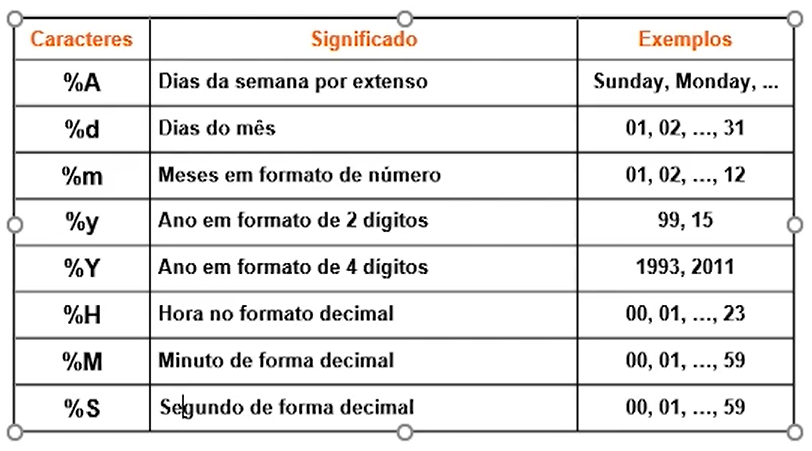 Caracteres Significado Exemplos
%A Dias da semana por extenso Sunday, Monday, ...
%d Dias do mês 01, 02, ..., 31
%m Meses em formato de número 01, 02, ..., 12
%y Ano em formato de 2 dígitos 99, 15
%Y Ano em formato de 4 dígitos 1993, 2011
%H Hora no formato decimal 00, 01, ..., 23
%M Minuto de forma decimal 00, 01, ..., 59
%S Segundo de forma decimal 00, 01, ..., 59